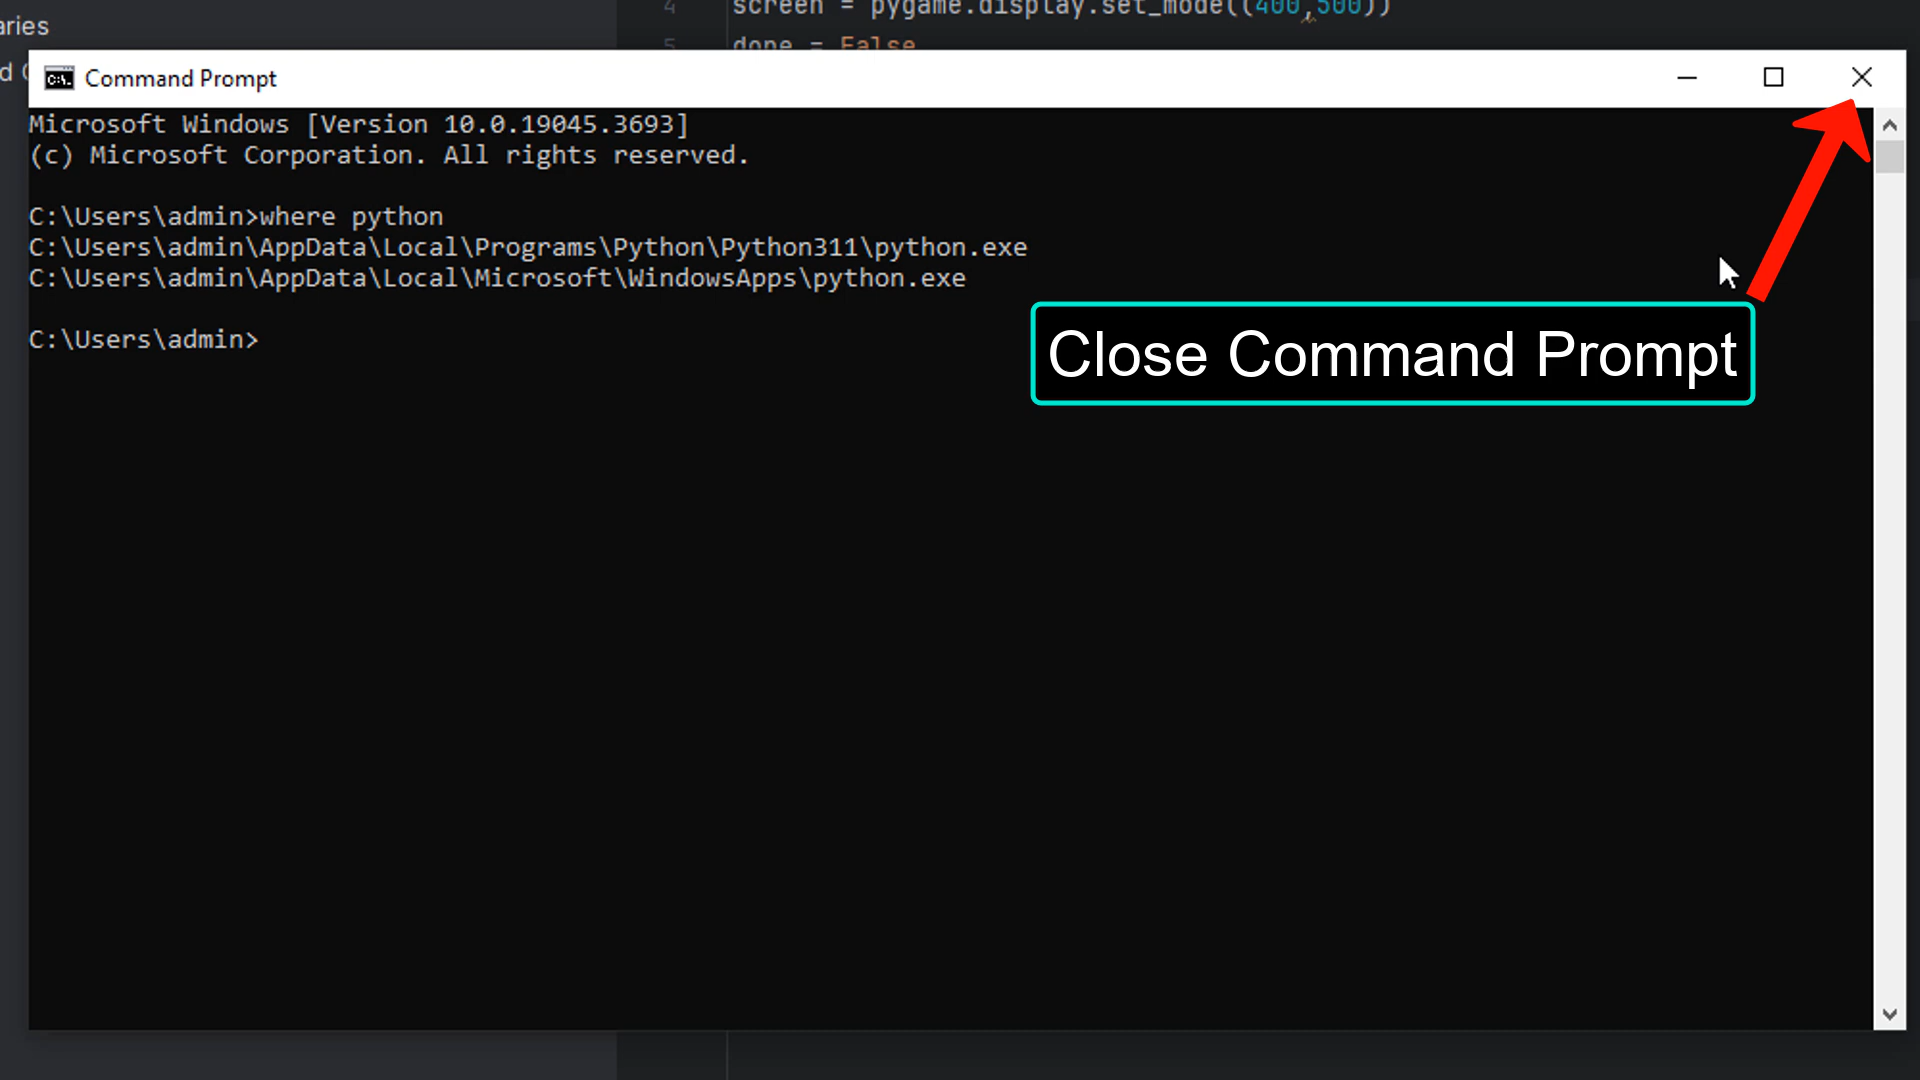 aries
4 screen = pygame.display.set_mode((400,500))
5 done = False
d
Command Prompt
Microsoft Windows [Version 10.0.19045.3693]
(c) Microsoft Corporation. All rights reserved.
C:\Users\admin>where python
C:\Users\admin\AppData\Local\Programs\Python\Python311\python.exe
C:\Users\admin\AppData\Local\Microsoft\WindowsApps\python.exe
C:\Users\admin>
Close Command Prompt